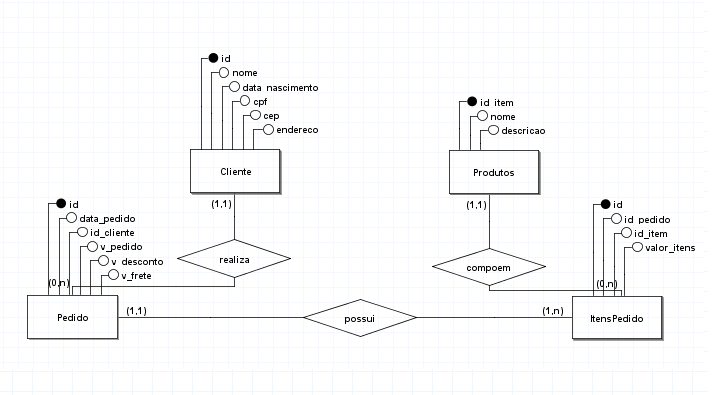 id
nome
data_nascimento
cpf
cep
endereco
Cliente
(1,1)
id_item
nome
descricao
Produtos
(1,1)
realiza
compoem
id
data_pedido
id_cliente
v_pedido
v_desconto
v_frete
(0,n)
Pedido
(1,1)
possui
(1,n)
id
id_pedido
id_item
valor_itens
(0,n)
ItensPedido